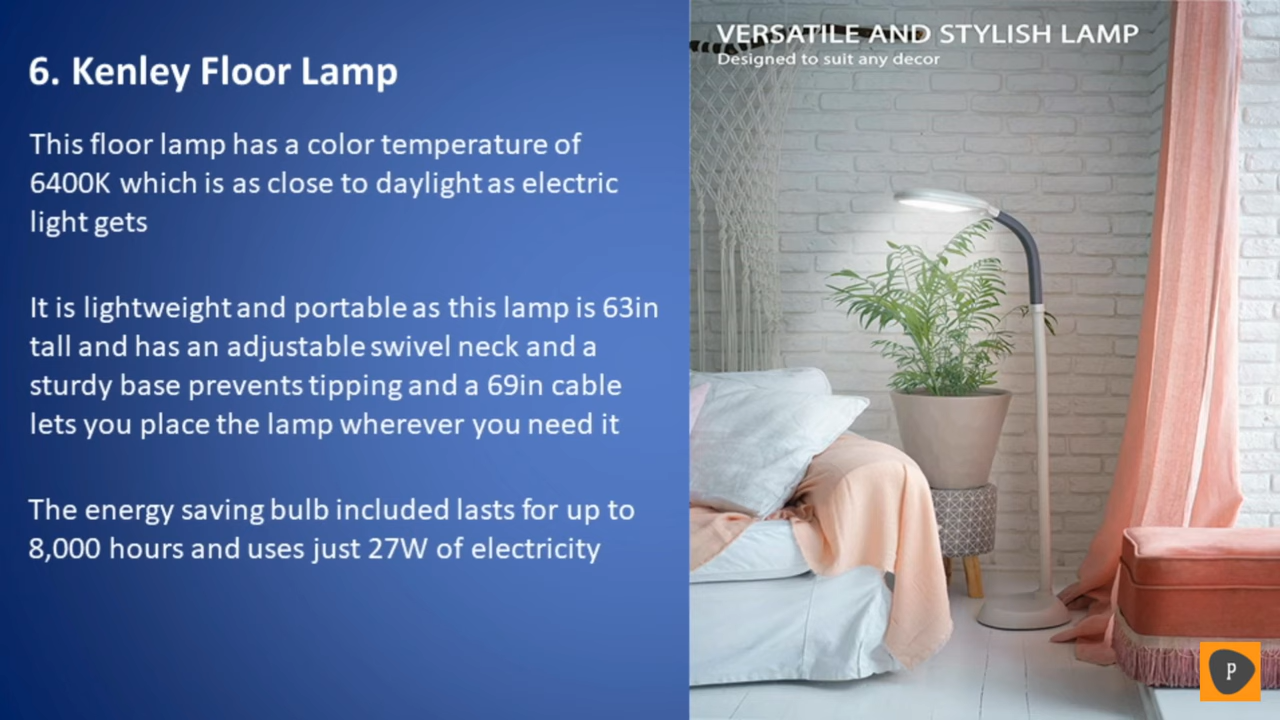 6. Kenley Floor Lamp
This floor lamp has a color temperature of
6400K which is as close to daylight as electric
light gets
It is lightweight and portable as this lamp is 63in
tall and has an adjustable swivel neck and a
sturdy base prevents tipping and a 69in cable
lets you place the lamp wherever you need it
The energy saving bulb included lasts for up to
8,000 hours and uses just 27W of electricity
VERSATILE AND STYLISH LAMP
Designed to suit any decor
P